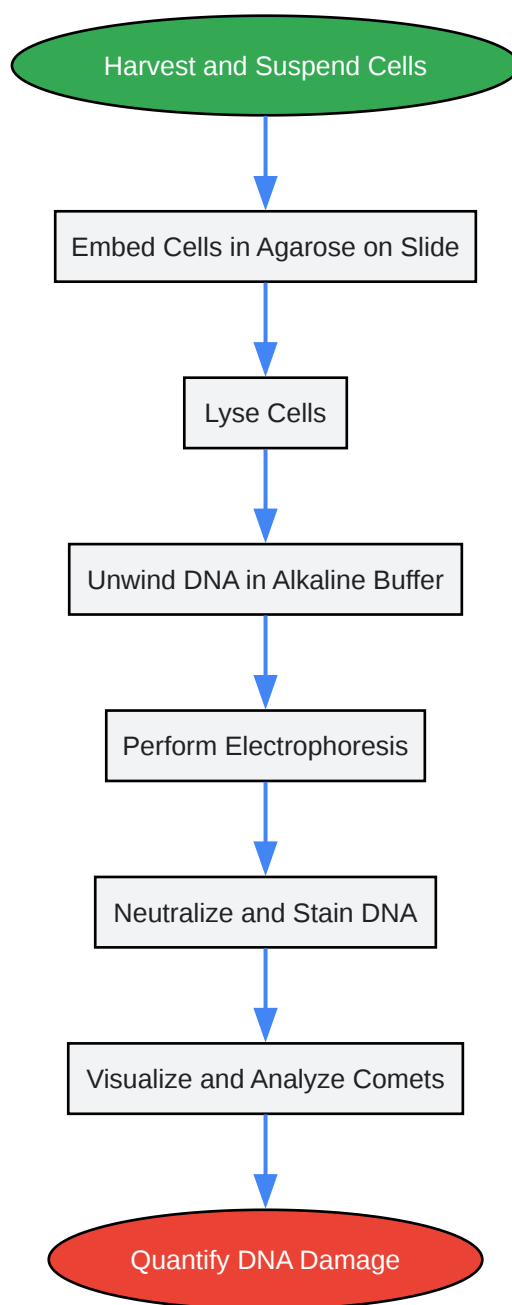 Harvest and Suspend Cells
Embed Cells in Agarose on Slide
Lyse Cells
Unwind DNA in Alkaline Buffer
Perform Electrophoresis
Neutralize and Stain DNA
Visualize and Analyze Comets
Quantify DNA Damage